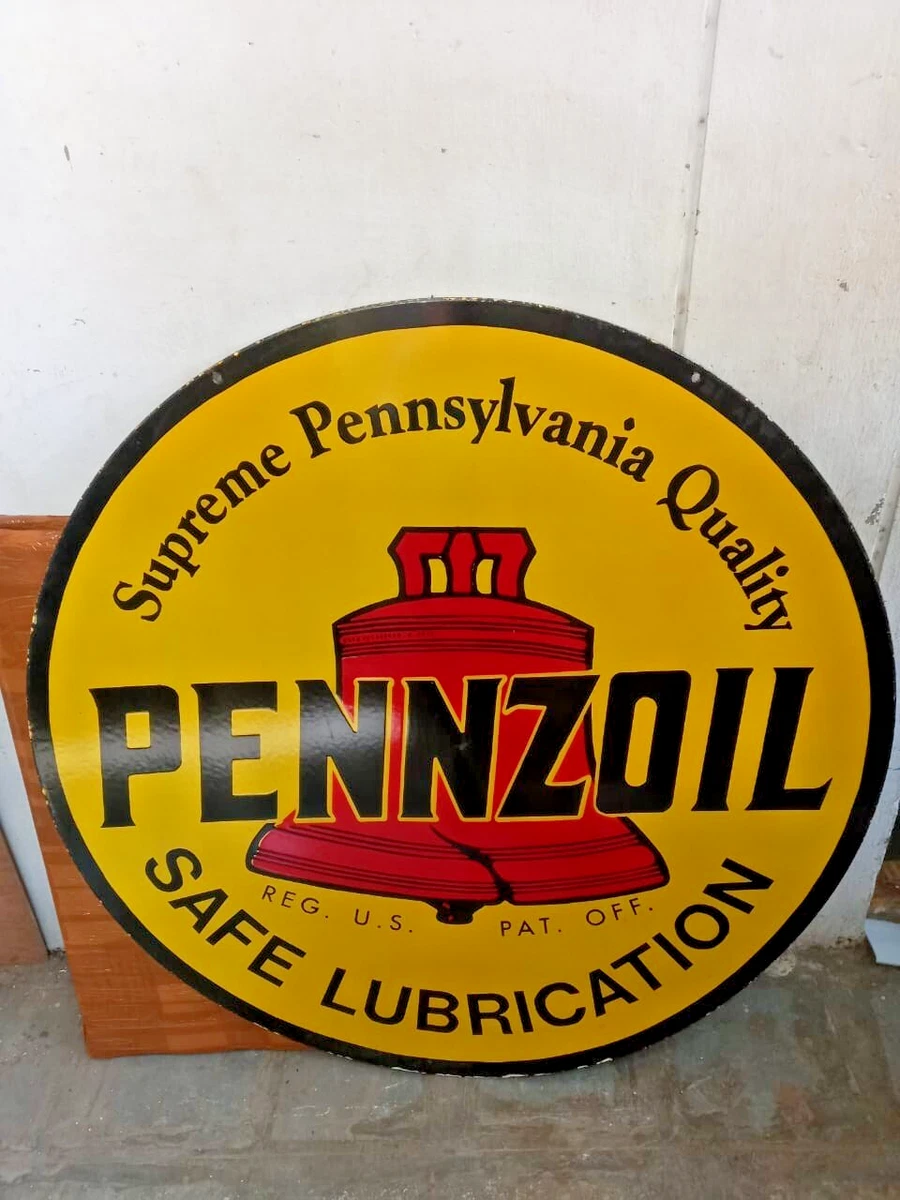 Supreme Pennsylvania Quality
PENNZOIL
REG. U.S. PAT. OFF.
SAFE LUBRICATION